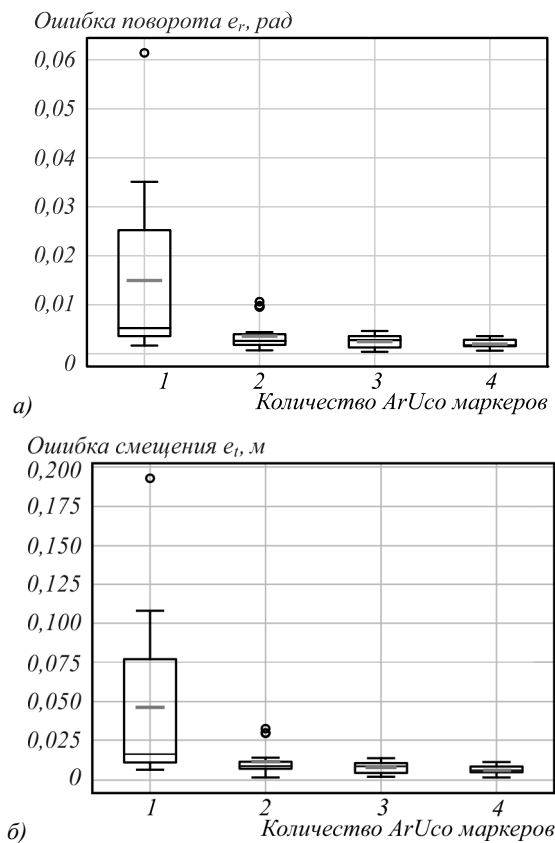 Ошибка поворота eᵣ, рад
0,06
0,05
0,04
0,03
0,02
0,01
0
1 2 3 4
а) Количество ArUco маркеров
Ошибка смещения eₜ, м
0,200
0,175
0,150
0,125
0,100
0,075
0,050
0,025
0
1 2 3 4
б) Количество ArUco маркеров